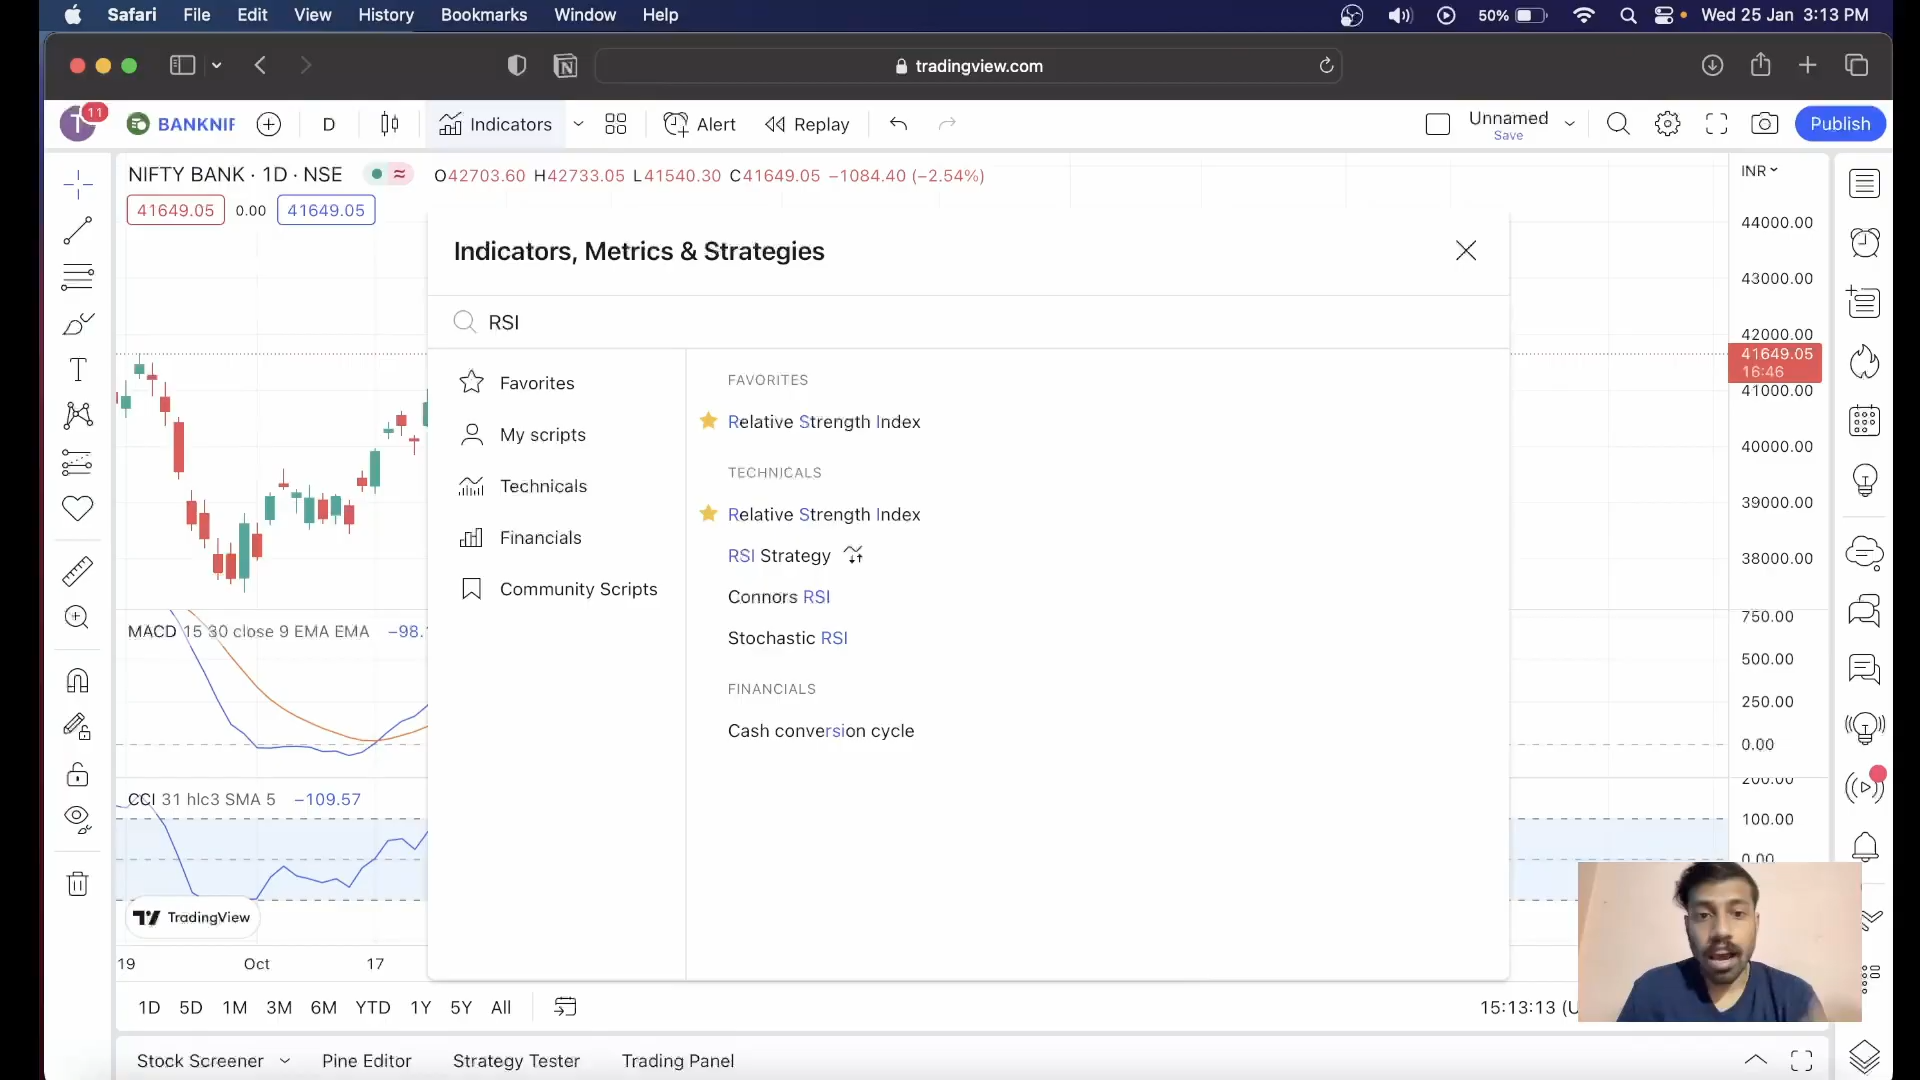 Safari File Edit View History Bookmarks Window Help 50% Wed 25 Jan 3:13 PM
tradingview.com
T 11 BANKNIF D Indicators Alert Replay Unnamed Save Publish
NIFTY BANK · 1D · NSE O42703.60 H42733.05 L41540.30 C41649.05 −1084.40 (−2.54%) INR
41649.05 0.00 41649.05
Indicators, Metrics & Strategies
RSI
Favorites
My scripts
Technicals
Financials
Community Scripts
FAVORITES
Relative Strength Index
TECHNICALS
Relative Strength Index
RSI Strategy
Connors RSI
Stochastic RSI
FINANCIALS
Cash conversion cycle
44000.00
43000.00
42000.00
41649.05
16:46
41000.00
40000.00
39000.00
38000.00
MACD 15 30 close 9 EMA EMA −98.
750.00
500.00
250.00
0.00
CCI 31 hlc3 SMA 5 −109.57
200.00
100.00
0.00
TradingView
19 Oct 17
1D 5D 1M 3M 6M YTD 1Y 5Y All 15:13:13 (U
Stock Screener Pine Editor Strategy Tester Trading Panel